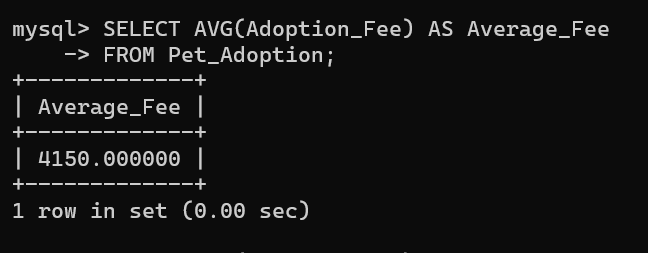 mysql> SELECT AVG(Adoption_Fee) AS Average_Fee
    -> FROM Pet_Adoption;
+-------------+
| Average_Fee |
+-------------+
| 4150.000000 |
+-------------+
1 row in set (0.00 sec)